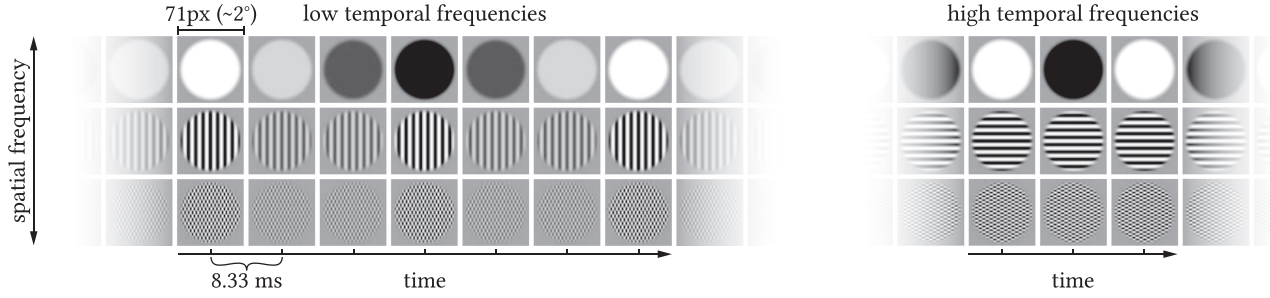 71px (~2°)
low temporal frequencies
high temporal frequencies
spatial frequency
8.33 ms
time
time